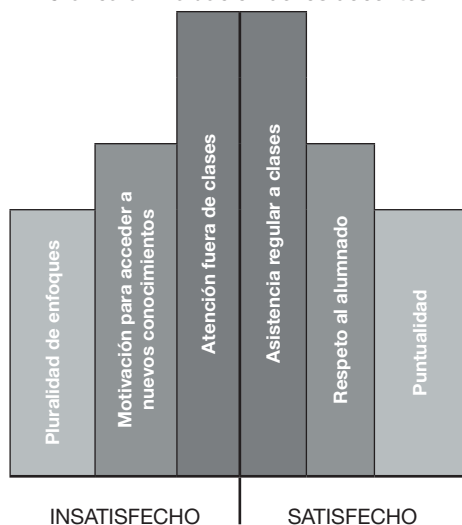 Pluralidad de enfoques
Motivación para acceder a
nuevos conocimientos
Atención fuera de clases
Asistencia regular a clases
Respeto al alumnado
Puntualidad
INSATISFECHO
SATISFECHO